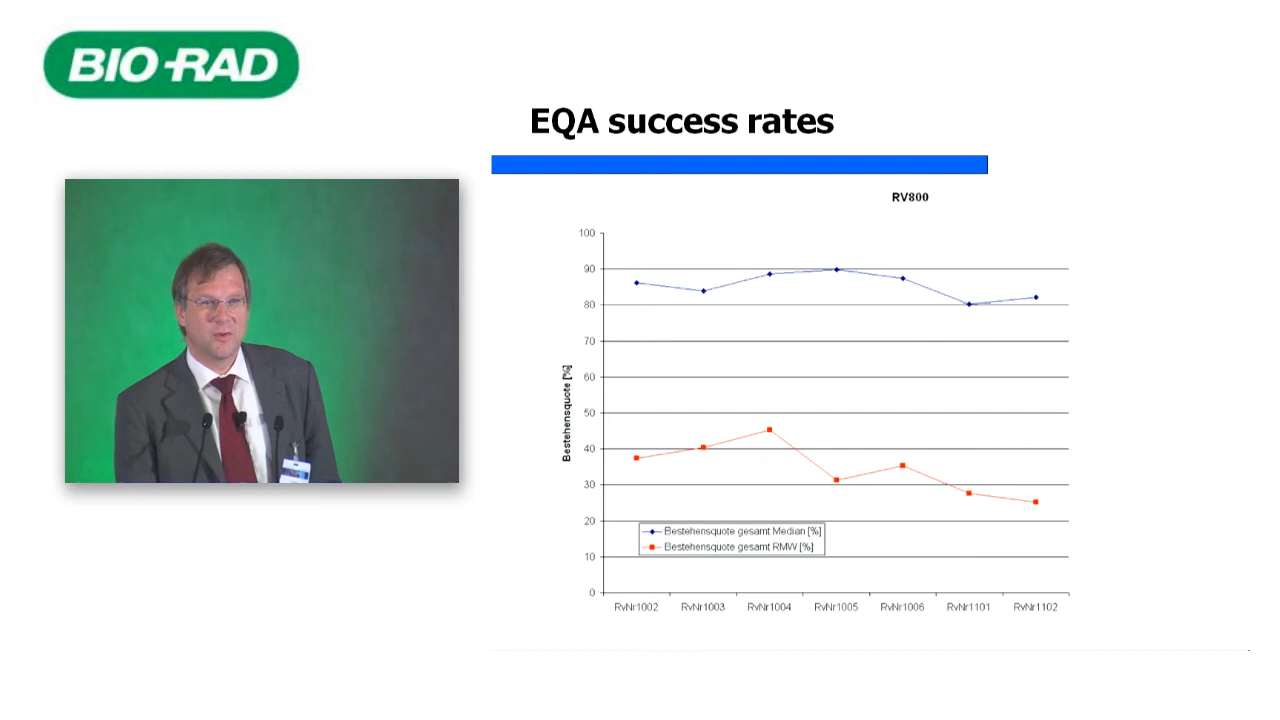 BIO-RAD
EQA success rates
RV800
100
90
80
70
60
50
40
30
20
10
0
Bestehensquote [%]
Bestehensquote gesamt Median [%]
Bestehensquote gesamt RMW [%]
RvNr1002 RvNr1003 RvNr1004 RvNr1005 RvNr1006 RvNr1101 RvNr1102